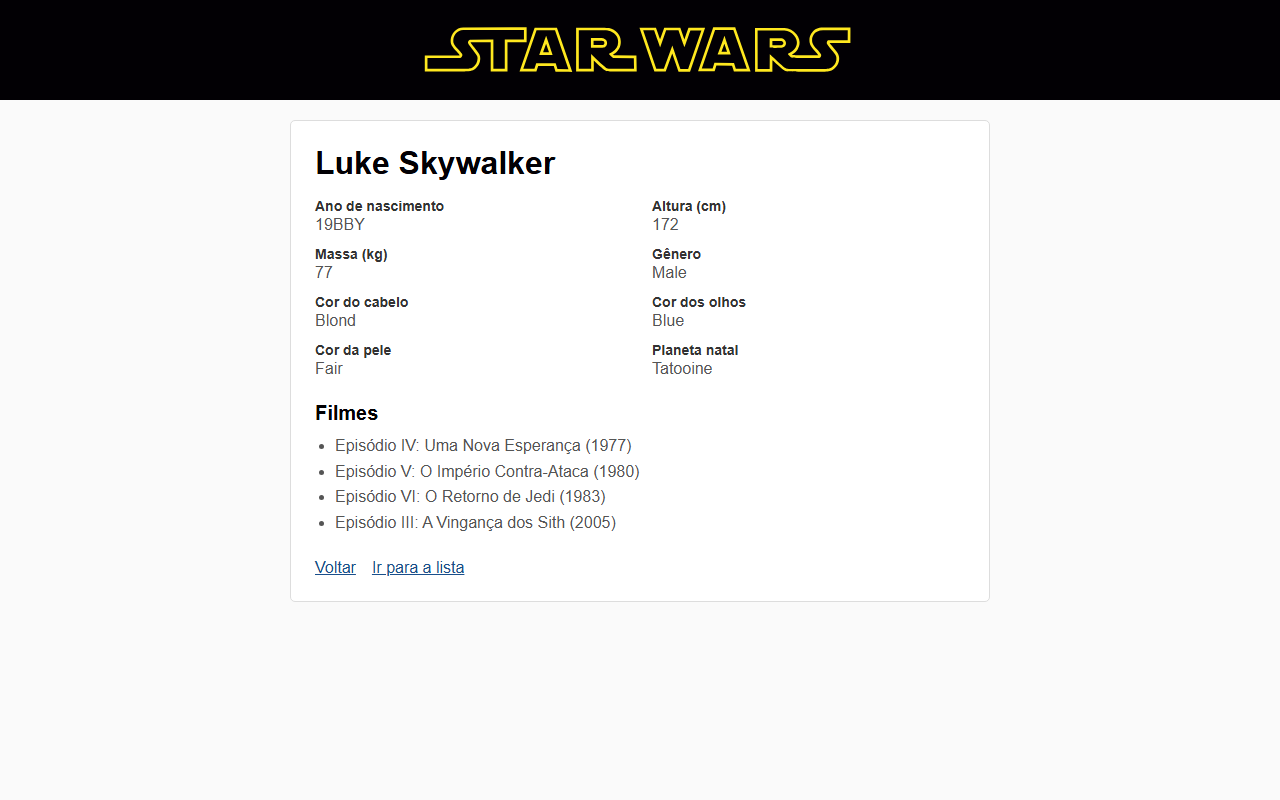 STAR WARS
Luke Skywalker
Ano de nascimento
19BBY
Altura (cm)
172
Massa (kg)
77
Gênero
Male
Cor do cabelo
Blond
Cor dos olhos
Blue
Cor da pele
Fair
Planeta natal
Tatooine
Filmes
Episódio IV: Uma Nova Esperança (1977)
Episódio V: O Império Contra-Ataca (1980)
Episódio VI: O Retorno de Jedi (1983)
Episódio III: A Vingança dos Sith (2005)
Voltar Ir para a lista